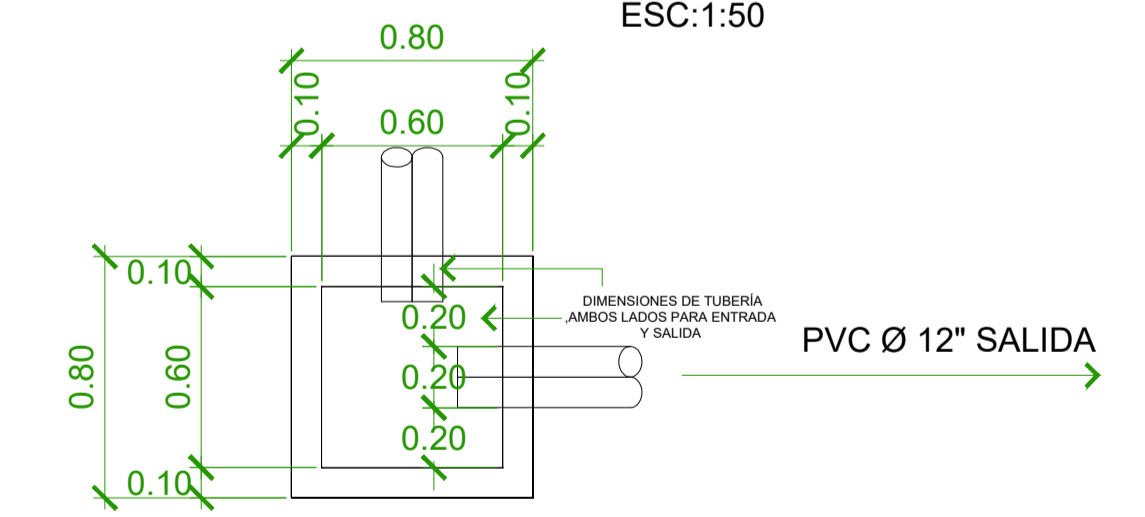 ESC:1:50
0.80
0.10
0.60
0.10
0.10
0.20
DIMENSIONES DE TUBERÍA
,AMBOS LADOS PARA ENTRADA
Y SALIDA
PVC Ø 12" SALIDA
0.80
0.60
0.20
0.20
0.10